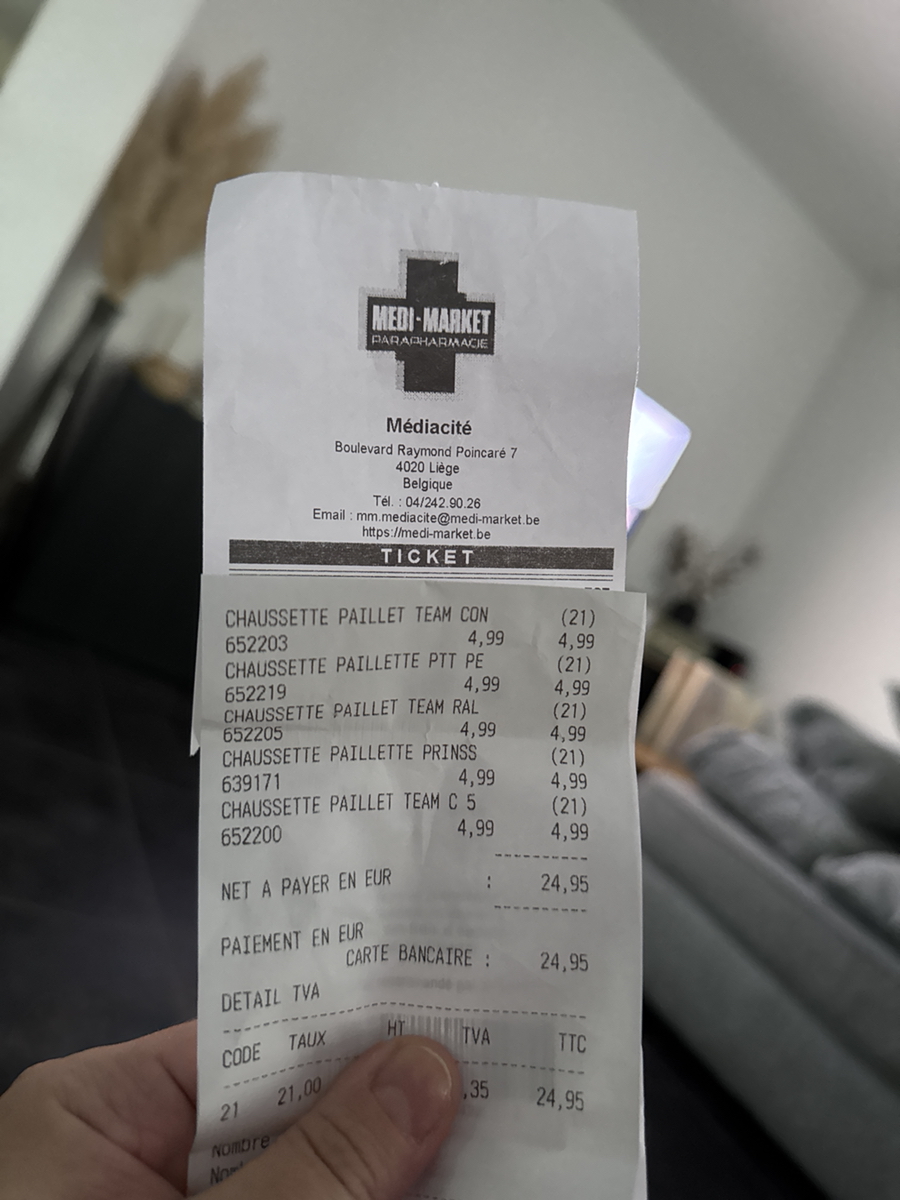 MEDI-MARKET
PARAPHARMACIE
Médiacité
Boulevard Raymond Poincaré 7
4020 Liège
Belgique
Tél. : 04/242.90.26
Email : mm.mediacite@medi-market.be
https://medi-market.be
TICKET
CHAUSSETTE PAILLET TEAM CON (21)
652203 4,99 4,99
CHAUSSETTE PAILLETTE PTT PE (21)
652219 4,99 4,99
CHAUSSETTE PAILLET TEAM RAL (21)
652205 4,99 4,99
CHAUSSETTE PAILLETTE PRINSS (21)
639171 4,99 4,99
CHAUSSETTE PAILLET TEAM C 5 (21)
652200 4,99 4,99
NET A PAYER EN EUR : 24,95
PAIEMENT EN EUR
CARTE BANCAIRE : 24,95
DETAIL TVA
CODE TAUX HT TVA TTC
21 21,00 ,35 24,95
Nombre